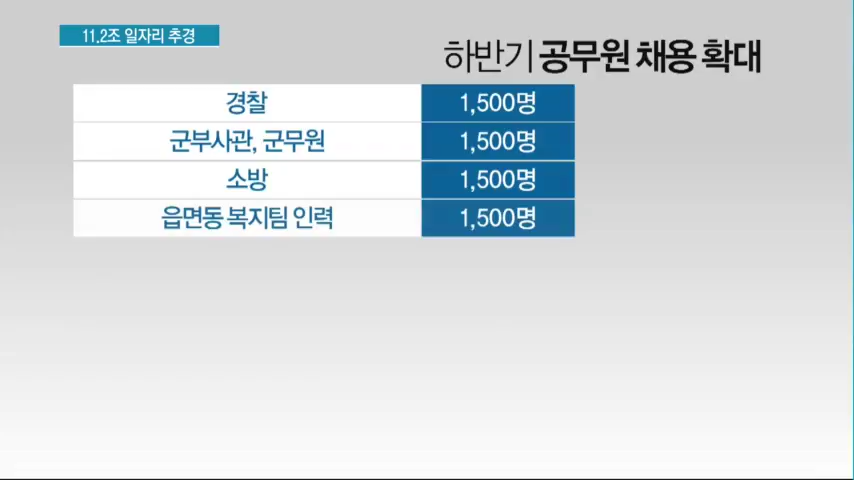 11.2조 일자리 추경
하반기 공무원 채용 확대
경찰 1,500명
군부사관, 군무원 1,500명
소방 1,500명
읍면동 복지팀 인력 1,500명